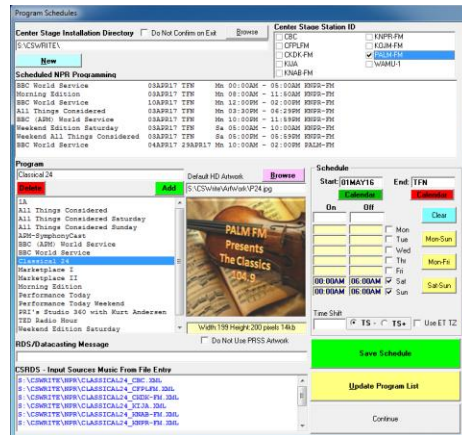 Program Schedules
Center Stage Installation Directory
Do Not Confirm on Exit
Browse
S:\CSWRITE\
New
Center Stage Station ID
CBC
CFPLFM
CKDK-FM
KIJA
KNAB-FM
KNPR-FM
KOJM-FM
PALM-FM
WAMU-1
Scheduled NPR Programming
BBC World Service 03APR17 TFN Mn 00:00AM - 05:00AM KNPR-FM
Morning Edition 03APR17 TFN Mn 08:00AM - 11:50AM KNPR-FM
BBC World Service 10APR17 TFN Mn 12:00PM - 02:00PM KNPR-FM
All Things Considered 03APR17 TFN Mn 03:30PM - 06:29PM KNPR-FM
BBC (APM) World Service 03APR17 TFN Mn 10:00PM - 11:59PM KNPR-FM
Weekend Edition Saturday 03APR17 TFN Sa 05:00AM - 10:00AM KNPR-FM
Weekend All Things Considered 03APR17 TFN Sa 05:00PM - 05:59PM KNPR-FM
BBC World Service 04APR17 29APR17 Mn 10:00AM - 02:00PM PALM-FM
Program
Classical 24
Delete
Add
1A
All Things Considered
All Things Considered Saturday
All Things Considered Sunday
APM-SymphonyCast
BBC (APM) World Service
BBC World Service
Classical 24
Marketplace I
Marketplace II
Morning Edition
Performance Today
Performance Today Weekend
PRI's Studio 360 with Kurt Andersen
TED Radio Hour
Weekend Edition Saturday
Default HD Artwork
Browse
S:\CSWrite\ArtWork\P24.jpg
PALM FM
Presents
The Classics
104.9
Width:199 Height:200 pixels 14kb
Do Not Use PRSS Artwork
RDS/Datacasting Message
CSRDS - Input Sources Music From File Entry
S:\CSWRITE\NPR\CLASSICAL24_CBC.XML
S:\CSWRITE\NPR\CLASSICAL24_CFPLFM.XML
S:\CSWRITE\NPR\CLASSICAL24_CKDK-FM.XML
S:\CSWRITE\NPR\CLASSICAL24_KIJA.XML
S:\CSWRITE\NPR\CLASSICAL24_KNAB-FM.XML
S:\CSWRITE\NPR\CLASSICAL24_KNPR-FM.XML
Schedule
Start: 01MAY16 End: TFN
Calendar Calendar
On Off
Clear
Mon
Tue
Wed
Thr
Fri
00:00AM 06:00AM Sat
00:00AM 06:00AM Sun
Mon-Sun
Mon-Fri
Sat-Sun
Time Shift
TS - TS+ Use ET TZ
Save Schedule
Update Program List
Continue